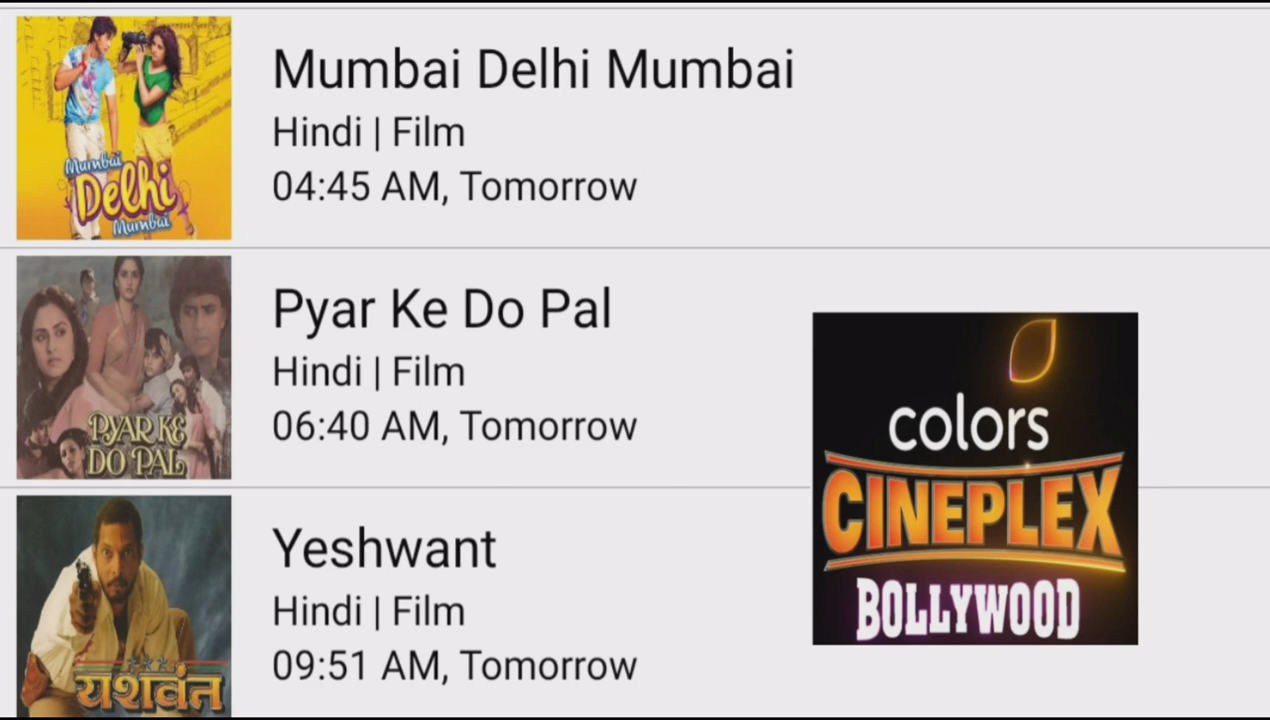 Mumbai
Delhi
Mumbai
Mumbai Delhi Mumbai
Hindi | Film
04:45 AM, Tomorrow
PYAR KE
DO PAL
Pyar Ke Do Pal
Hindi | Film
06:40 AM, Tomorrow
यशवंत
Yeshwant
Hindi | Film
09:51 AM, Tomorrow
colors
CINEPLEX
BOLLYWOOD